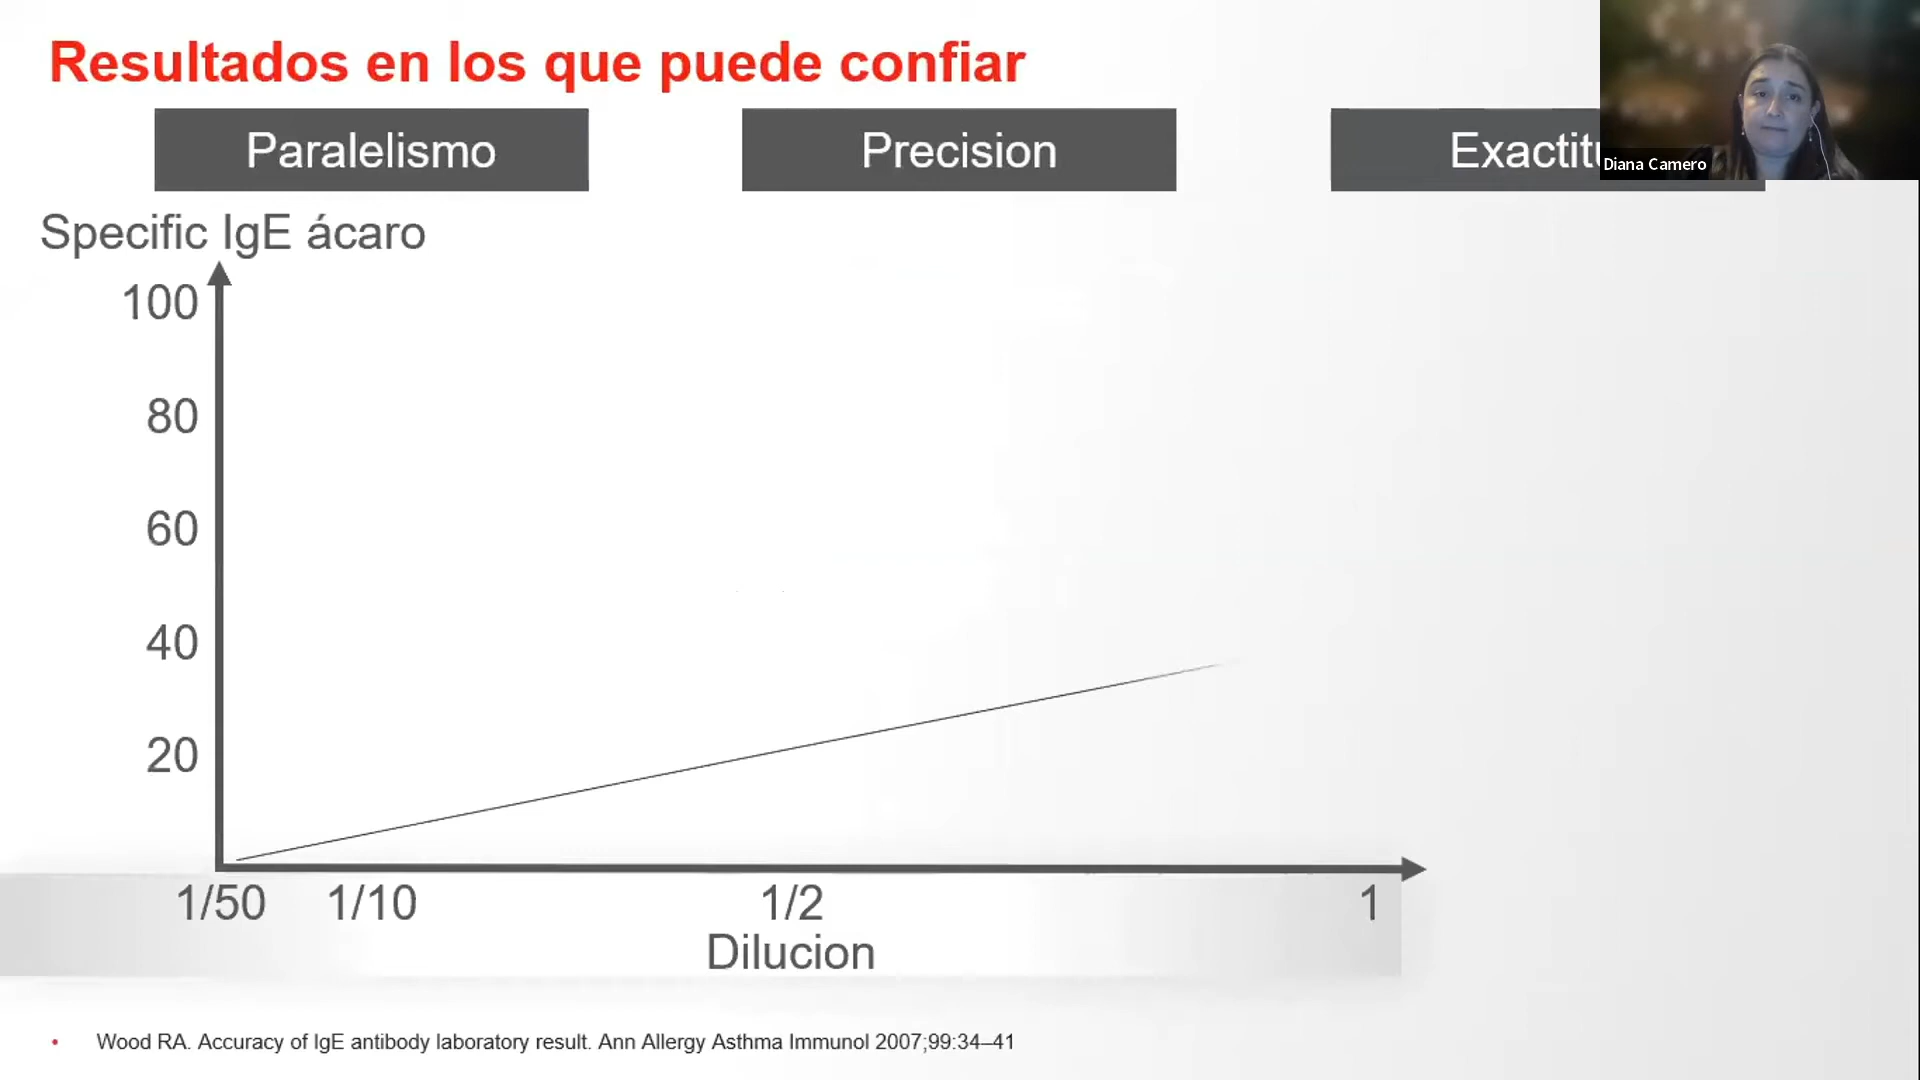 Resultados en los que puede confiar
Paralelismo
Precision
Diana Camero
Specific IgE ácaro
100
80
60
40
20
1/50
1/10
1/2
1
Dilucion
• Wood RA. Accuracy of IgE antibody laboratory result. Ann Allergy Asthma Immunol 2007;99:34–41